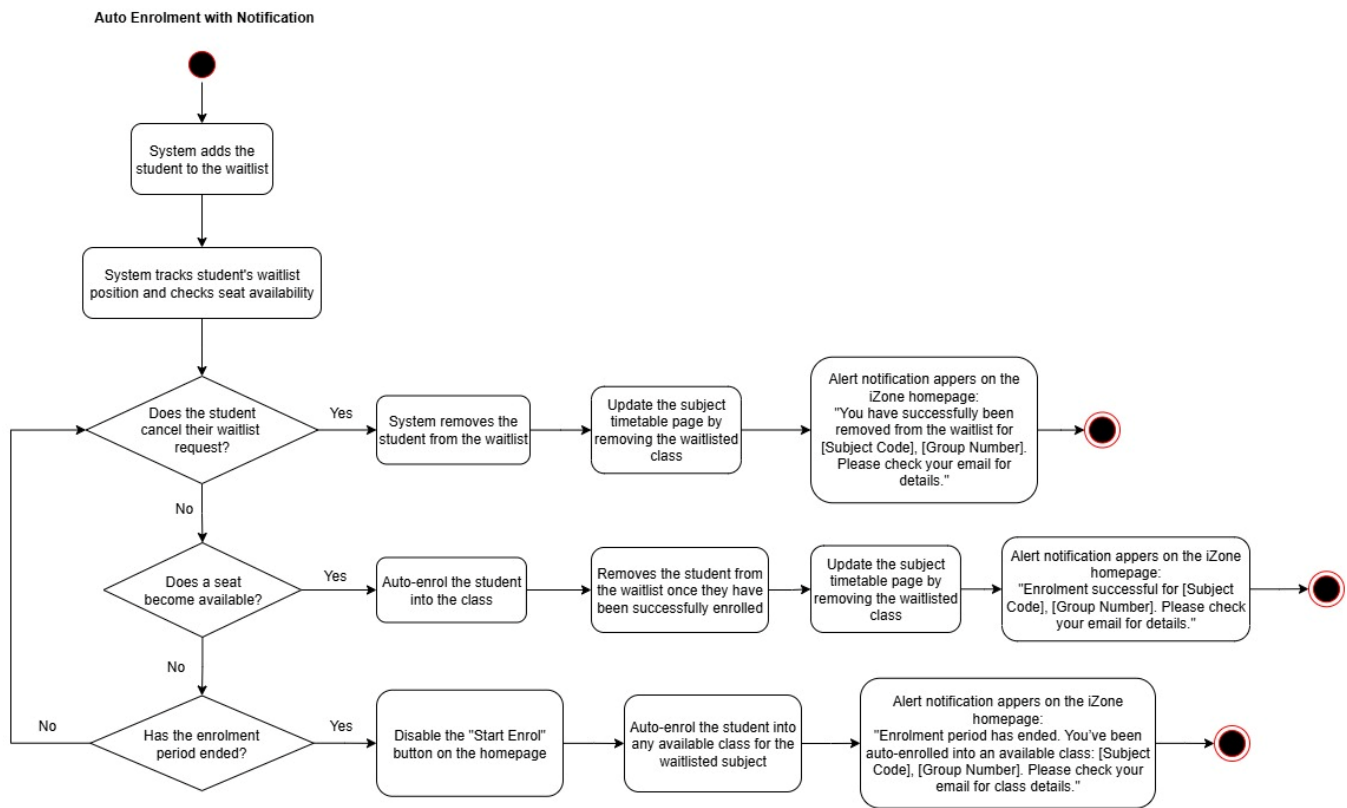 Auto Enrolment with Notification
System adds the
student to the waitlist
System tracks student's waitlist
position and checks seat availability
Does the student
cancel their waitlist
request?
Yes
System removes the
student from the waitlist
Update the subject
timetable page by
removing the waitlisted
class
Alert notification appers on the
iZone homepage:
"You have successfully been
removed from the waitlist for
[Subject Code], [Group Number].
Please check your email for
details."
No
Does a seat
become available?
Yes
Auto-enrol the student
into the class
Removes the student from
the waitlist once they have
been successfully enrolled
Update the subject
timetable page by
removing the waitlisted
class
Alert notification appers on the iZone
homepage:
"Enrolment successful for [Subject
Code], [Group Number]. Please check
your email for details."
No
No
Has the enrolment
period ended?
Yes
Disable the "Start Enrol"
button on the homepage
Auto-enrol the student into
any available class for the
waitlisted subject
Alert notification appers on the iZone
homepage:
"Enrolment period has ended. You've been
auto-enrolled into an available class: [Subject
Code], [Group Number]. Please check your
email for class details."